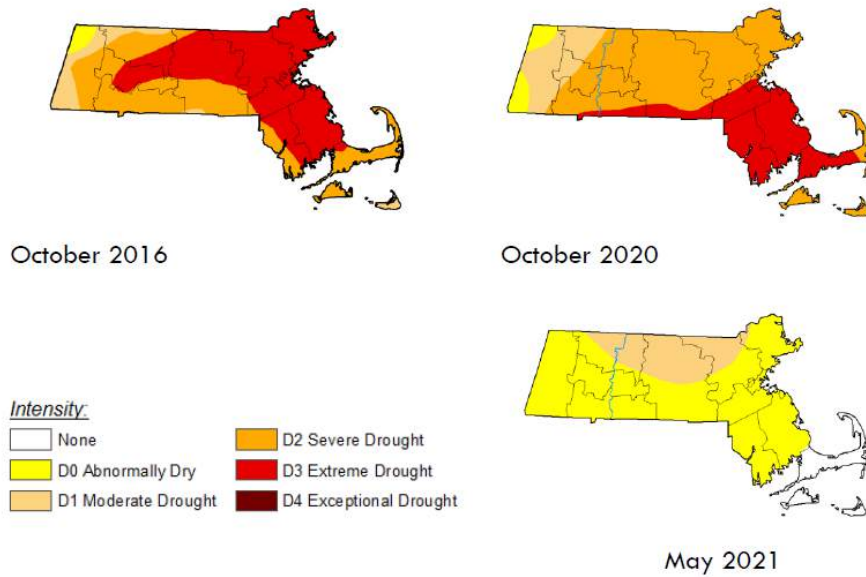 October 2016
October 2020
Intensity:
None
D0 Abnormally Dry
D1 Moderate Drought
D2 Severe Drought
D3 Extreme Drought
D4 Exceptional Drought
May 2021